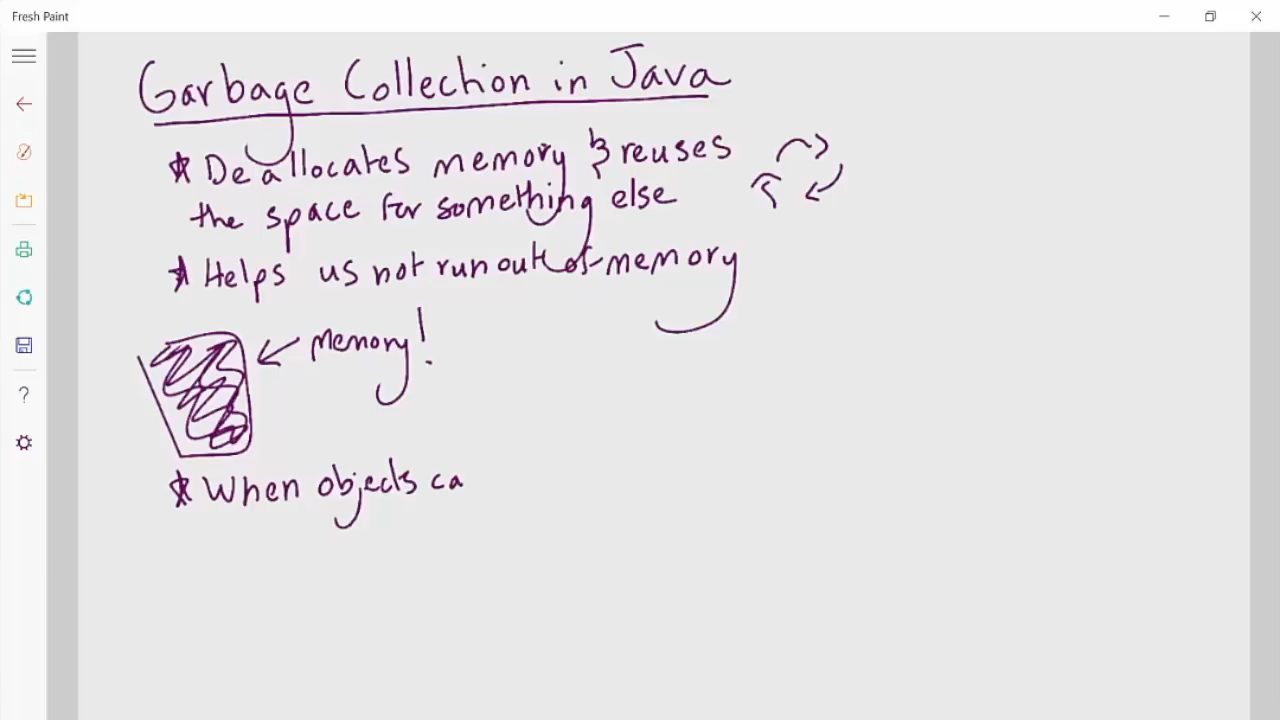 Fresh Paint
Garbage Collection in Java
* Deallocates memory & reuses
the space for something else
* Helps us not run out of memory
Memory!
* When objects ca
?